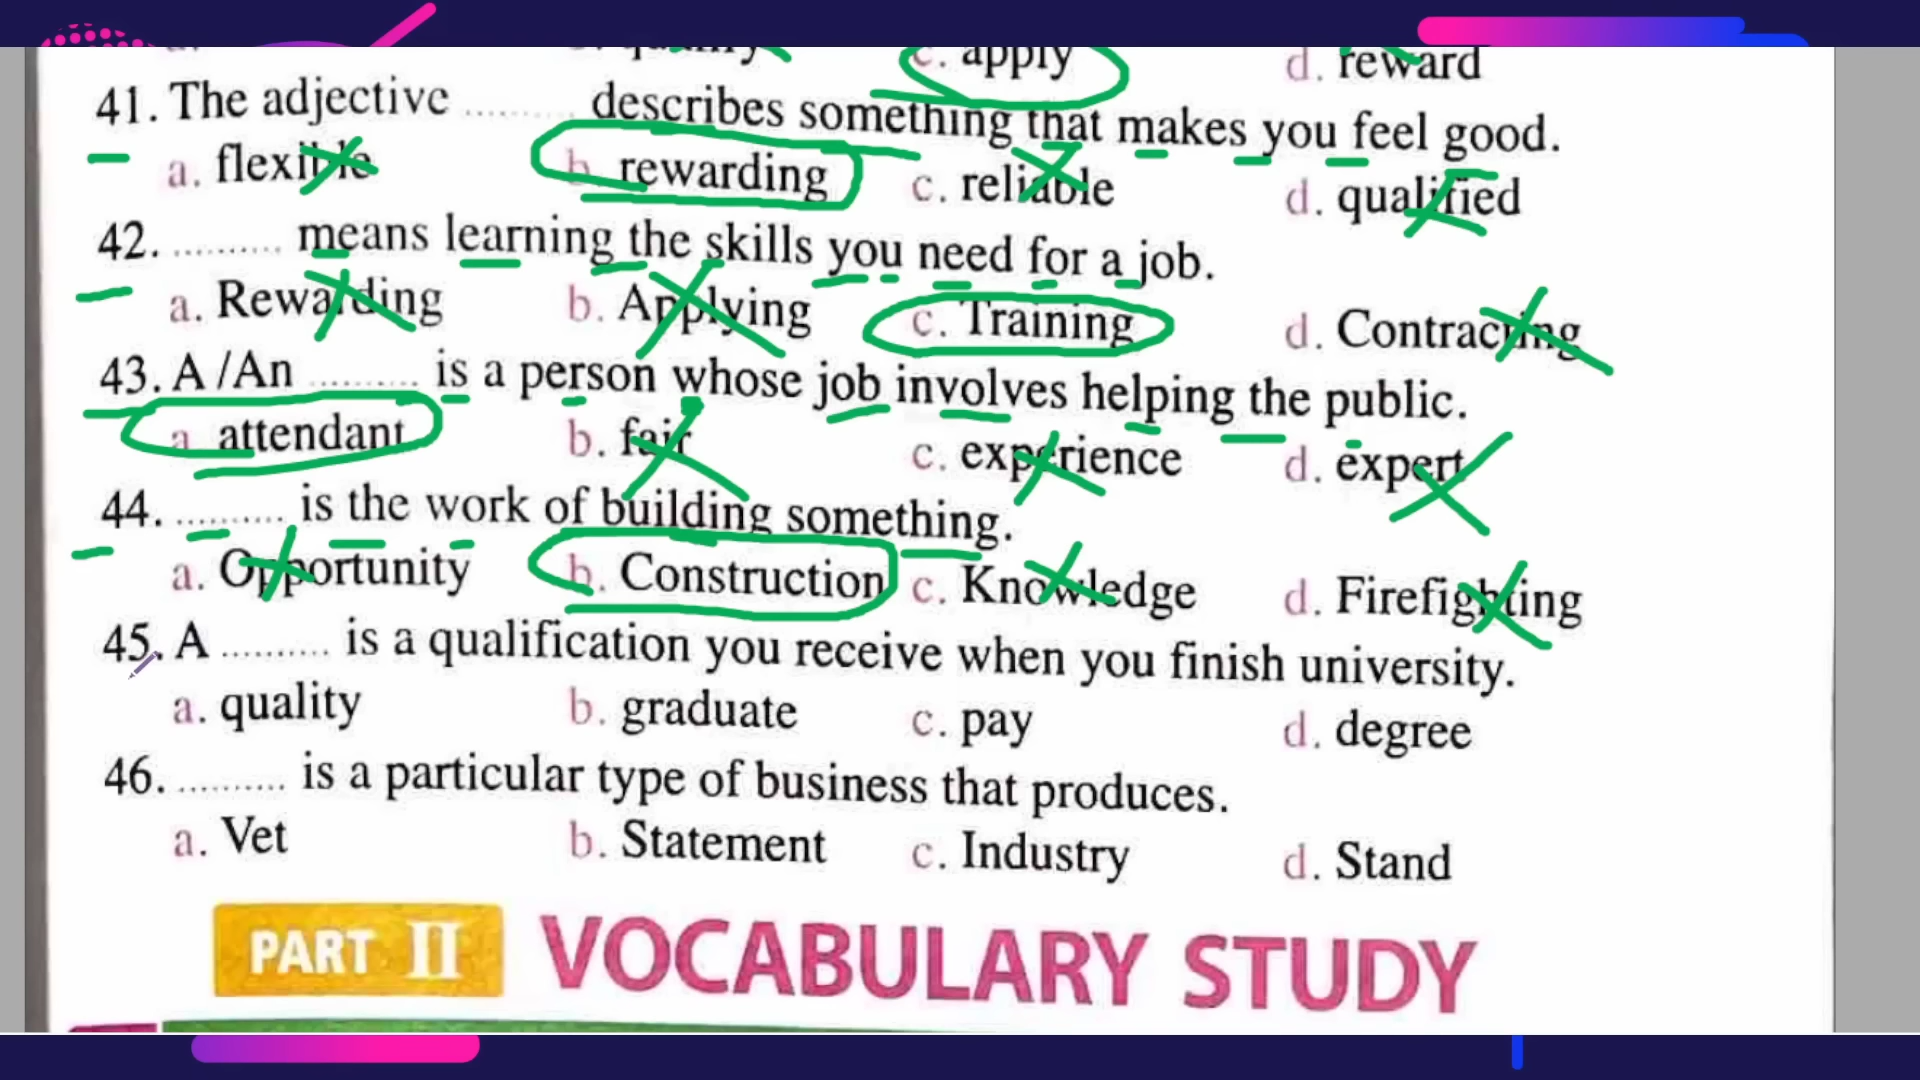 c. apply d. reward
41. The adjective .......... describes something that makes you feel good.
a. flexible b. rewarding c. reliable d. qualified
42. .......... means learning the skills you need for a job.
a. Rewarding b. Applying c. Training d. Contracting
43. A /An .......... is a person whose job involves helping the public.
a. attendant b. fair c. experience d. expert
44. .......... is the work of building something.
a. Opportunity b. Construction c. Knowledge d. Firefighting
45. A .......... is a qualification you receive when you finish university.
a. quality b. graduate c. pay d. degree
46. .......... is a particular type of business that produces.
a. Vet b. Statement c. Industry d. Stand
PART II VOCABULARY STUDY